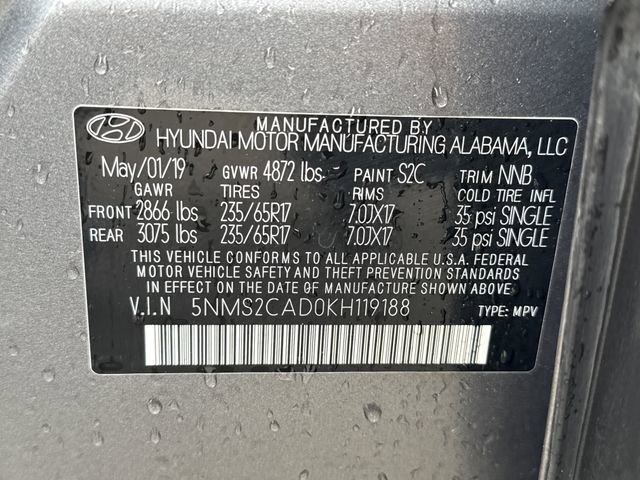 MANUFACTURED BY
HYUNDAI MOTOR MANUFACTURING ALABAMA, LLC
May/01/19 GVWR 4872 lbs PAINT S2C TRIM NNB
GAWR TIRES RIMS COLD TIRE INFL
FRONT 2866 lbs 235/65R17 7.0JX17 35 psi SINGLE
REAR 3075 lbs 235/65R17 7.0JX17 35 psi SINGLE
THIS VEHICLE CONFORMS TO ALL APPLICABLE U.S.A. FEDERAL
MOTOR VEHICLE SAFETY AND THEFT PREVENTION STANDARDS
IN EFFECT ON THE DATE OF MANUFACTURE SHOWN ABOVE.
V.I.N 5NMS2CAD0KH119188 TYPE: MPV